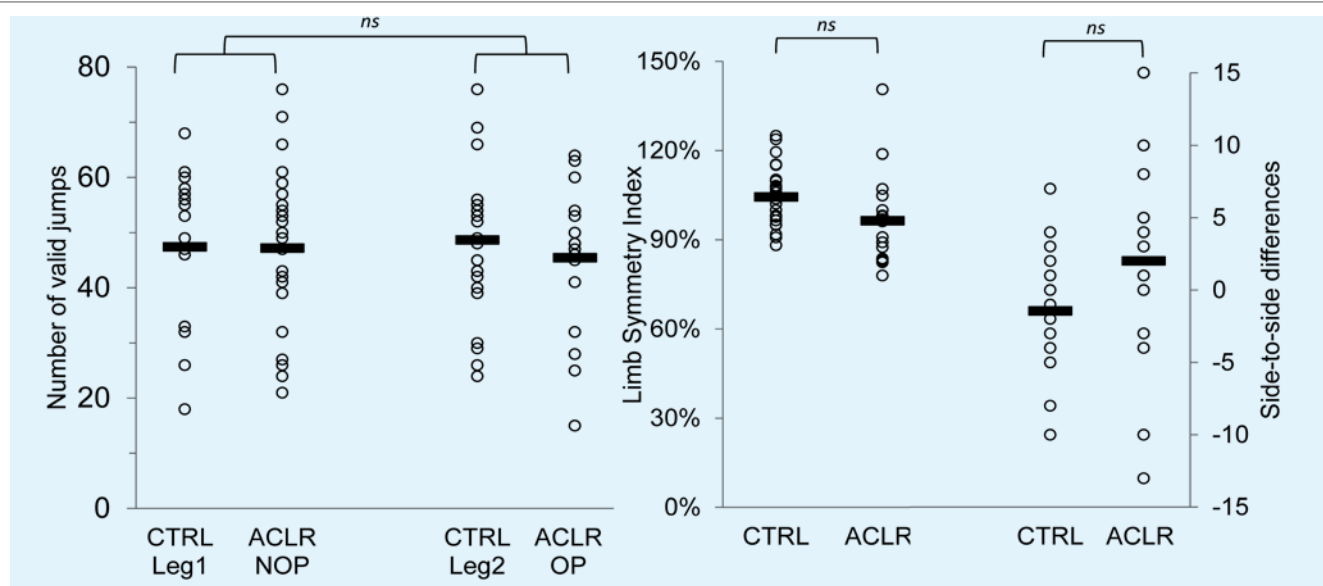 ns
80
60
40
20
0
Number of valid jumps
CTRL
Leg1
ACLR
NOP
CTRL
Leg2
ACLR
OP
ns
ns
150%
120%
90%
60%
30%
0%
Limb Symmetry Index
CTRL
ACLR
CTRL
ACLR
15
10
5
0
-5
-10
-15
Side-to-side differences